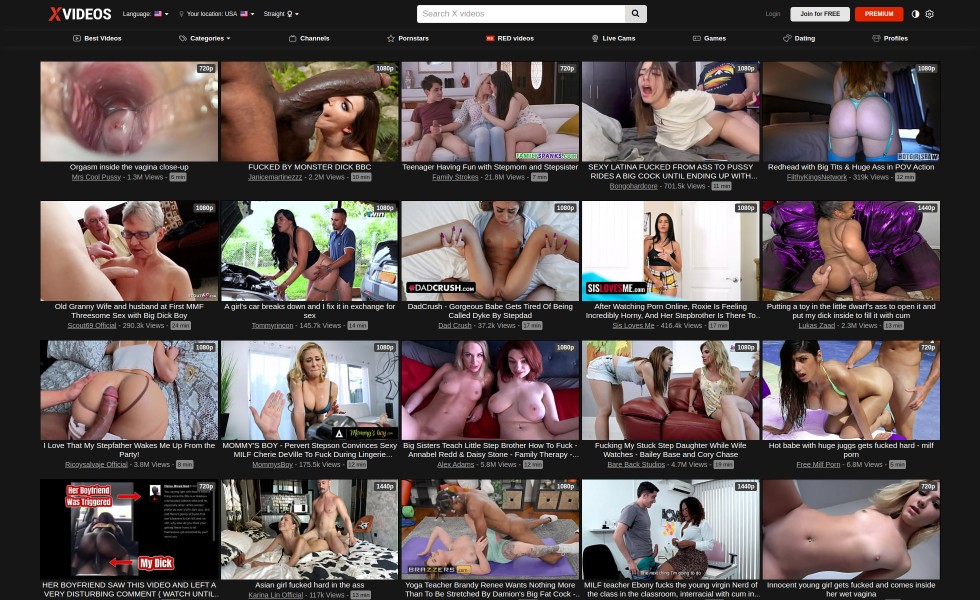 XVIDEOS
Language:
Your location: USA
Straight
Search X videos
Login
Join for FREE
PREMIUM
Best Videos
Categories
Channels
Pornstars
RED videos
Live Cams
Games
Dating
Profiles
720p
Orgasm inside the vagina close-up
Mrs Cool Pussy - 1.3M Views - 6 min
1080p
FUCKED BY MONSTER DICK BBC
Janicemartinezzz - 2.2M Views - 10 min
720p
FAMILYSPANKS.com
Teenager Having Fun with Stepmom and Stepsister
Family Strokes - 21.8M Views - 7 min
1080p
SEXY LATINA FUCKED FROM ASS TO PUSSY
RIDES A BIG COCK UNTIL ENDING UP WITH...
Bongohardcore - 701.5k Views - 11 min
1080p
Redhead with Big Tits & Huge Ass in POV Action
FilthyKingsNetwork - 319k Views - 12 min
1080p
Old Granny Wife and husband at First MMF
Threesome Sex with Big Dick Boy
Scout69 Official - 290.3k Views - 24 min
1080p
A girl's car breaks down and I fix it in exchange for
sex
Tommyrincon - 145.7k Views - 14 min
1080p
DADCRUSH.COM
DadCrush - Gorgeous Babe Gets Tired Of Being
Called Dyke By Stepdad
Dad Crush - 37.2k Views - 17 min
1080p
SISLOVESME.COM
After Watching Porn Online, Roxie Is Feeling
Incredibly Horny, And Her Stepbrother Is There To..
Sis Loves Me - 416.4k Views - 17 min
1440p
Putting a toy in the little dwarf's ass to open it and
put my dick inside to fill it with cum
Lukas Zaad - 2.3M Views - 13 min
1080p
I Love That My Stepfather Wakes Me Up From the
Party!
Ricoysalvaje Official - 3.8M Views - 8 min
1080p
Mommy's boy.com
MOMMY'S BOY - Pervert Stepson Convinces Sexy
MILF Cherie DeVille To Fuck During Lingerie...
MommysBoy - 175.5k Views - 12 min
1080p
Big Sisters Teach Little Step Brother How To Fuck -
Annabel Redd & Daisy Stone - Family Therapy -...
Alex Adams - 5.8M Views - 12 min
1080p
Fucking My Stuck Step Daughter While Wife
Watches - Bailey Base and Cory Chase
Bare Back Studios - 4.7M Views - 19 min
720p
Hot babe with huge juggs gets fucked hard - milf
porn
Free Milf Porn - 6.8M Views - 5 min
720p
Her Boyfriend
Was Triggered
My Dick
HER BOYFRIEND SAW THIS VIDEO AND LEFT A
VERY DISTURBING COMMENT ( WATCH UNTIL..
1440p
Asian girl fucked hard in the ass
Karina Lin Official - 117k Views - 13 min
1080p
BRAZZERS
Yoga Teacher Brandy Renee Wants Nothing More
Than To Be Stretched By Damion's Big Fat Cock -...
1440p
MILF teacher Ebony fucks the young virgin Nerd of
the class in the classroom, interracial with cum in...
720p
Innocent young girl gets fucked and comes inside
her wet vagina